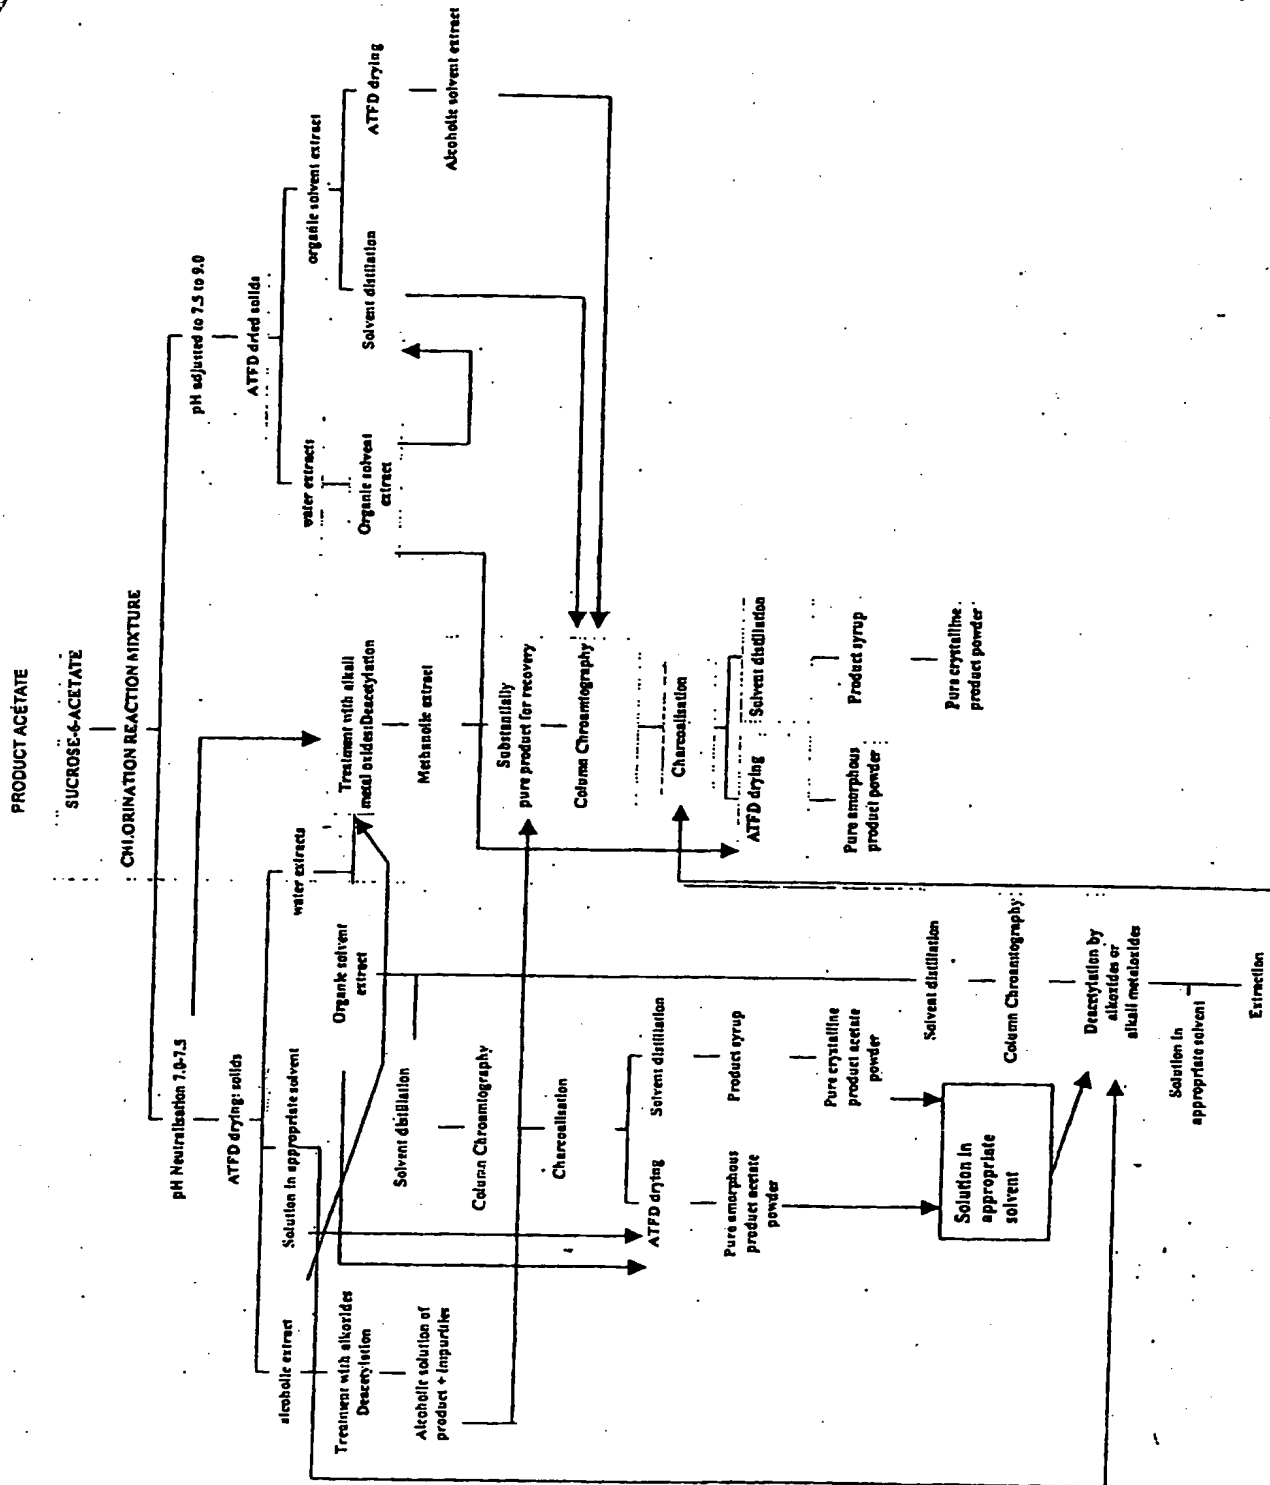 PRODUCT ACÉTATE
SUCROSE-6-ACETATE
CHLORINATION REACTION MIXTURE
pH Neutralisation 7.0-7.5
pH adjusted to 7.5 to 9.0
ATFD drying: solids
ATFD dried solids
alcoholic extract
Solution in appropriate solvent
water extracts
water extracts
organic solvent extract
Treatment with alkoxides
Deacetylation
Organic solvent
extract
Treatment with alkali
metal oxides:Deacetylation
Organic solvent
extract
Solvent distillation
ATFD drying
Alcoholic solution of
product + impurities
Solvent distillation
Methanolic extract
Alcoholic solvent extract
Column Chroamtography
Substantially
pure product for recovery
Charcoalisation
Column Chroamtography
ATFD drying
Solvent distillation
Charcoalisation
Pure amorphous
product acetate
powder
Product syrup
ATFD drying
Solvent distillation
Pure crystalline
product acetate
powder
Pure amorphous
product powder
Product syrup
Solution in
appropriate
solvent
Solvent distillation
Pure crystalline
product powder
Column Chroamtography
Deacetylation by
alkoxides or
alkali metaloxides
Solution in
appropriate solvent
Extraction